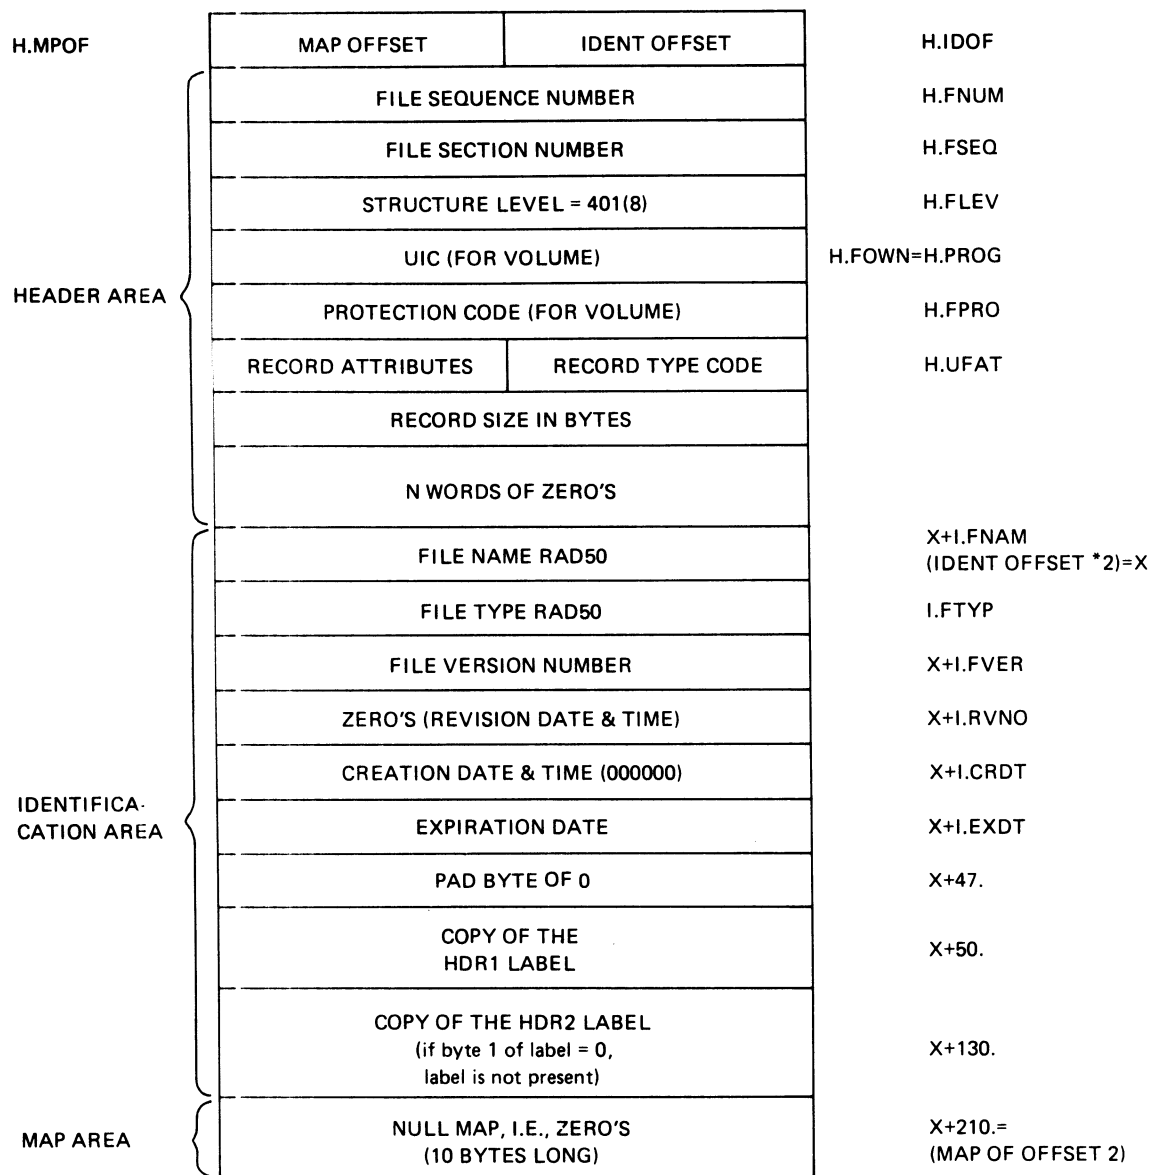 H.MPOF MAP OFFSET IDENT OFFSET H.IDOF
FILE SEQUENCE NUMBER H.FNUM
FILE SECTION NUMBER H.FSEQ
STRUCTURE LEVEL = 401(8) H.FLEV
UIC (FOR VOLUME) H.FOWN=H.PROG
HEADER AREA
PROTECTION CODE (FOR VOLUME) H.FPRO
RECORD ATTRIBUTES RECORD TYPE CODE H.UFAT
RECORD SIZE IN BYTES
N WORDS OF ZERO'S
FILE NAME RAD50 X+I.FNAM
(IDENT OFFSET *2)=X
FILE TYPE RAD50 I.FTYP
FILE VERSION NUMBER X+I.FVER
ZERO'S (REVISION DATE & TIME) X+I.RVNO
CREATION DATE & TIME (000000) X+I.CRDT
IDENTIFICA-
CATION AREA
EXPIRATION DATE X+I.EXDT
PAD BYTE OF 0 X+47.
COPY OF THE
HDR1 LABEL X+50.
COPY OF THE HDR2 LABEL
(if byte 1 of label = 0, X+130.
label is not present)
MAP AREA
NULL MAP, I.E., ZERO'S X+210.=
(10 BYTES LONG) (MAP OF OFFSET 2)